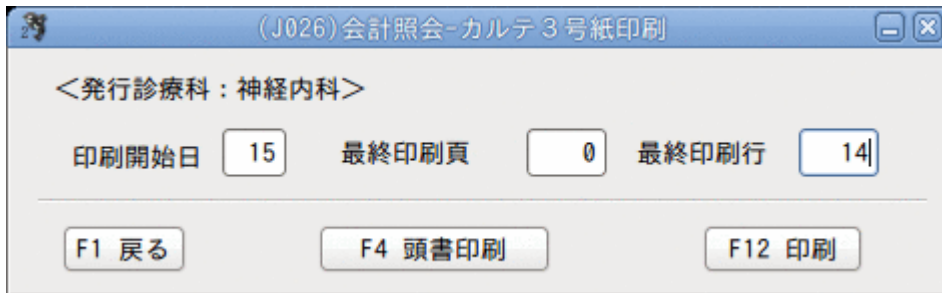 (J026)会計照会-カルテ３号紙印刷
＜発行診療科：神経内科＞
印刷開始日 15 最終印刷頁 0 最終印刷行 14
F1 戻る F4 頭書印刷 F12 印刷